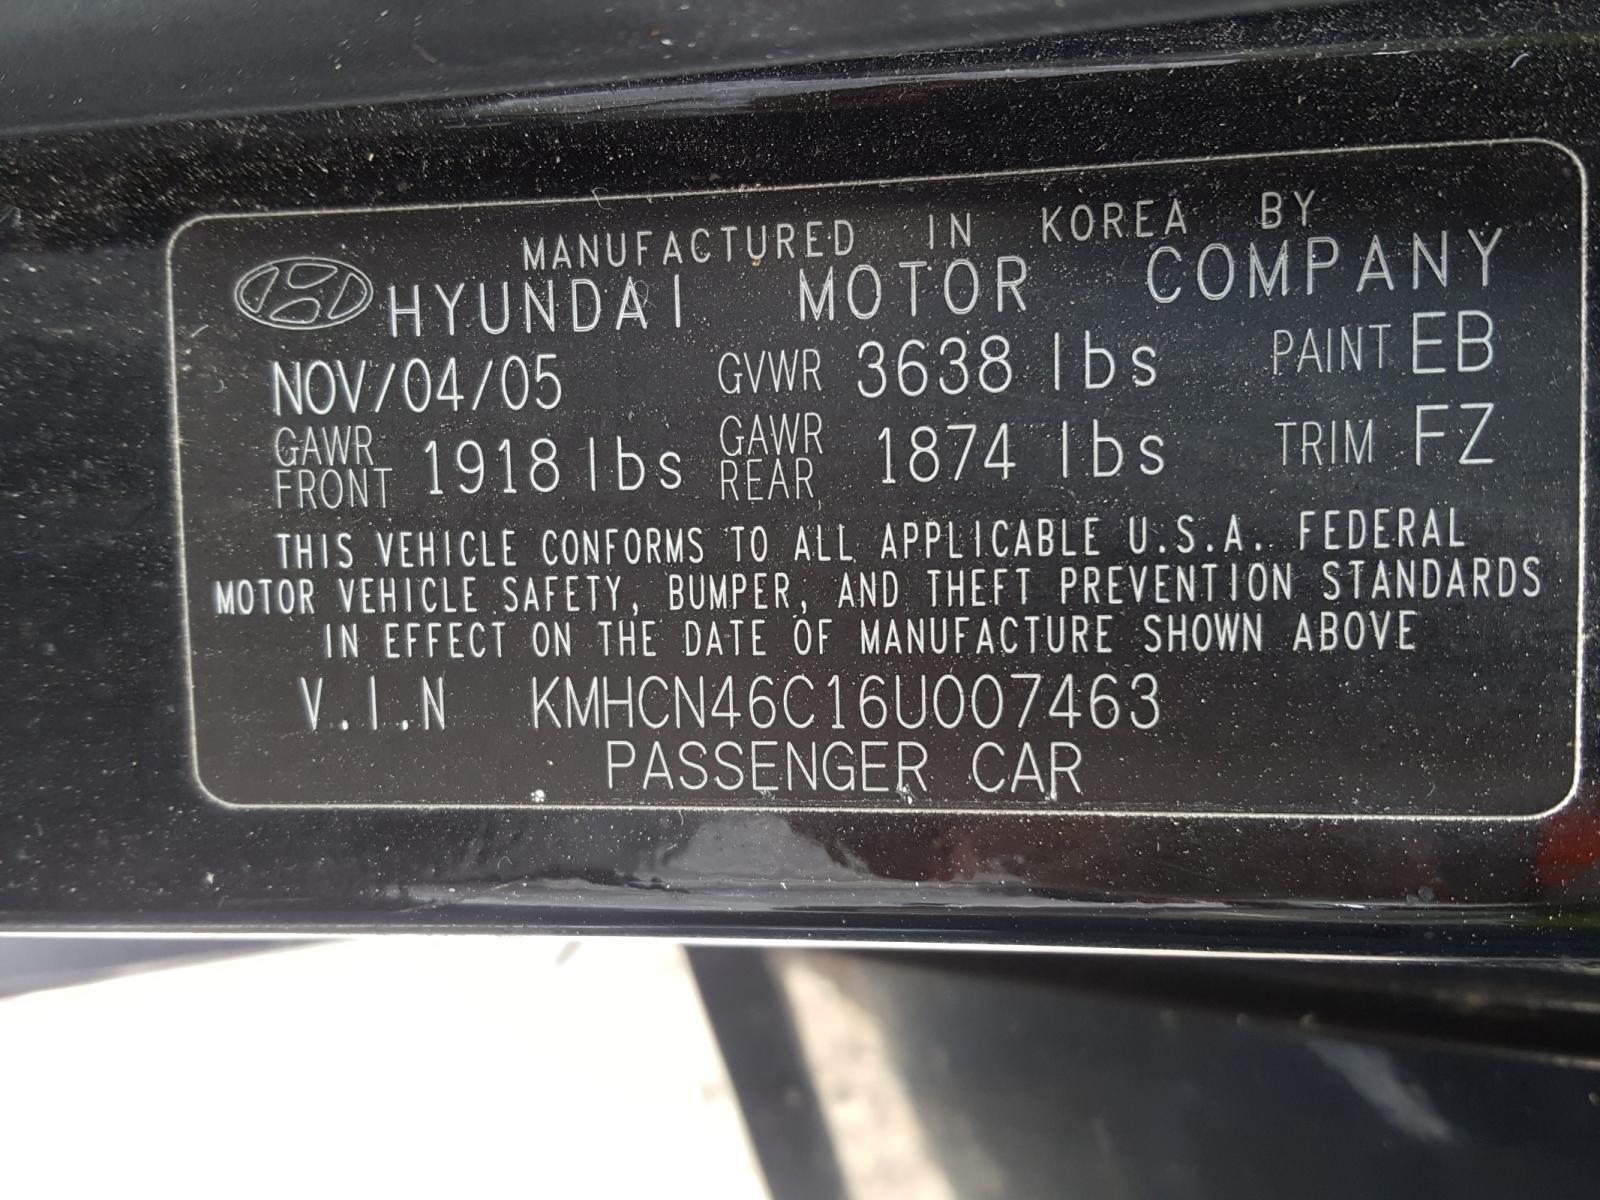 MANUFACTURED IN KOREA BY
HYUNDAI MOTOR COMPANY
NOV/04/05 GVWR 3638 lbs PAINT EB
GAWR FRONT 1918 lbs GAWR REAR 1874 lbs TRIM FZ
THIS VEHICLE CONFORMS TO ALL APPLICABLE U.S.A. FEDERAL
MOTOR VEHICLE SAFETY, BUMPER, AND THEFT PREVENTION STANDARDS
IN EFFECT ON THE DATE OF MANUFACTURE SHOWN ABOVE
V.I.N KMHCN46C16U007463
PASSENGER CAR